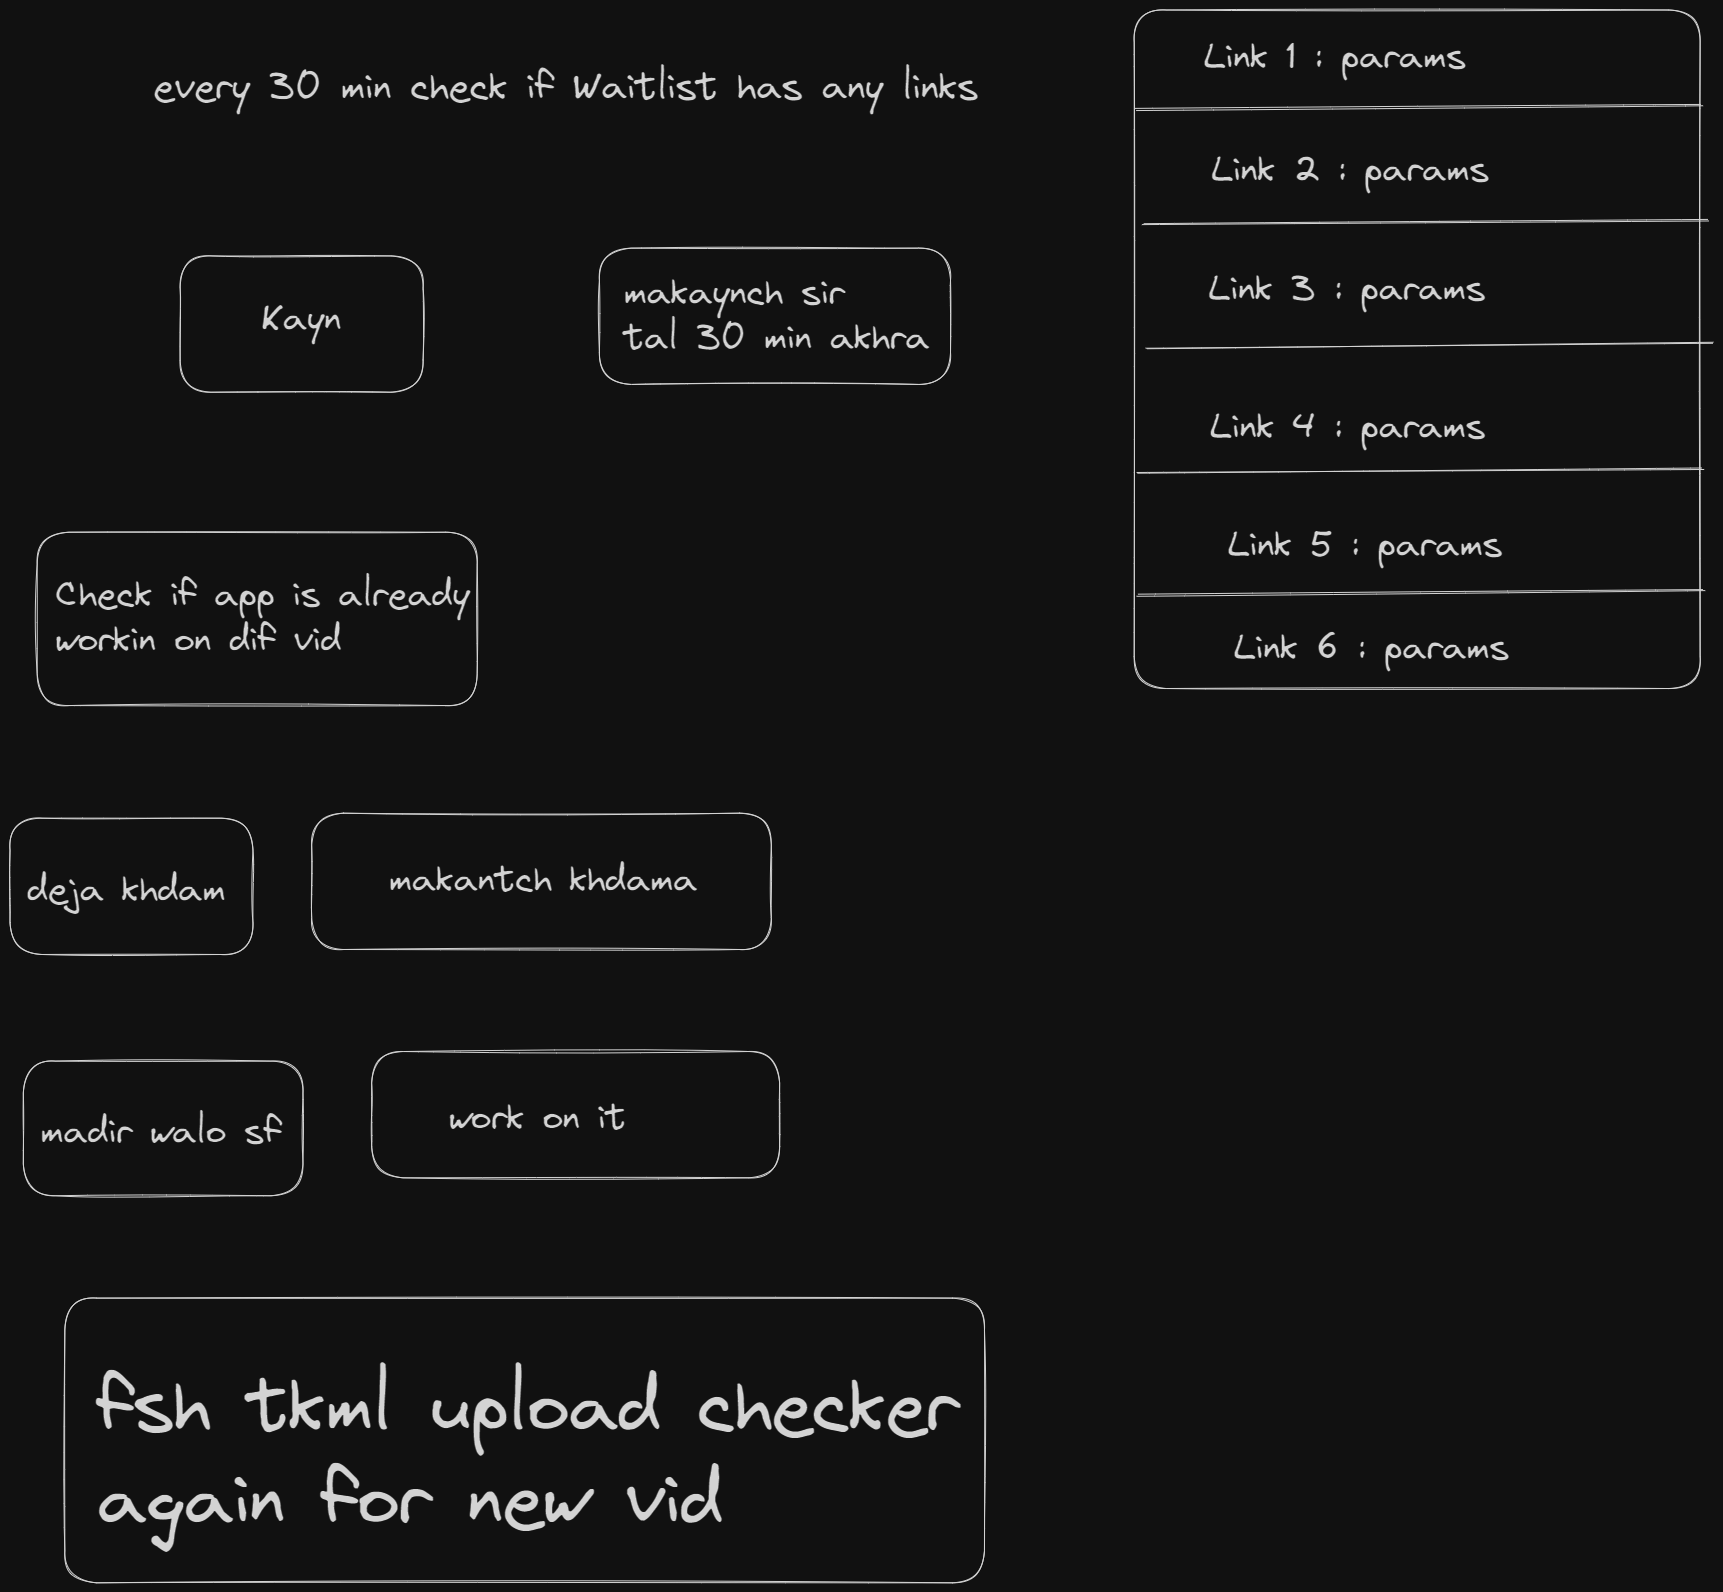 every 30 min check if Waitlist has any links
Kayn
makaynch sir
tal 30 min akhra
Check if app is already
workin on dif vid
deja khdam
makantch khdama
madir walo sf
work on it
fsh tkml upload checker
again for new vid
Link 1 : params
Link 2 : params
Link 3 : params
Link 4 : params
Link 5 : params
Link 6 : params